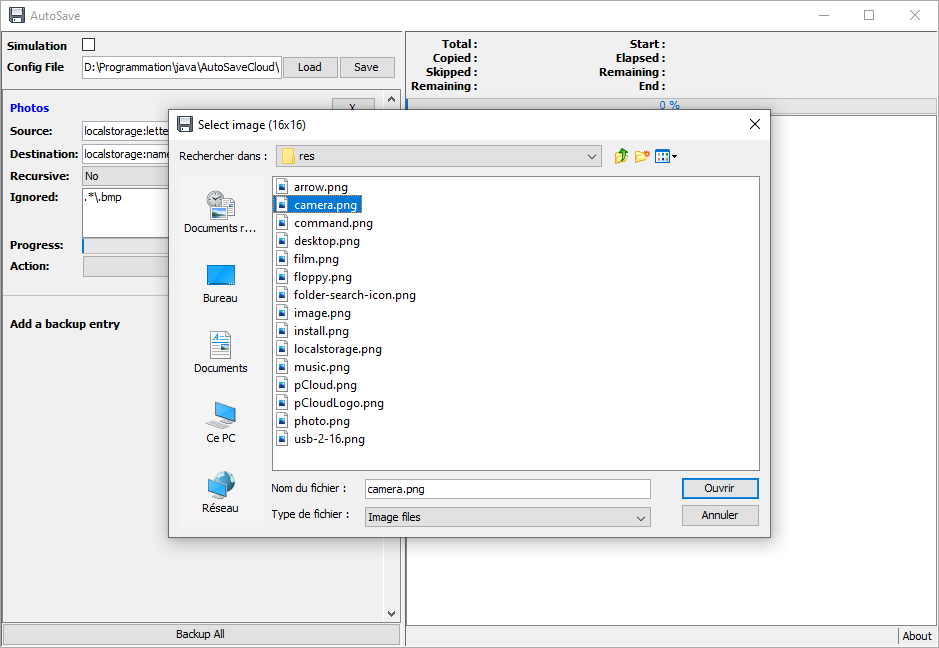 AutoSave
Simulation
Config File D:\Programmation\java\AutoSaveCloud\ Load Save
Total :
Copied :
Skipped :
Remaining :
Start :
Elapsed :
Remaining :
End :
0 %
Photos
Source: localstorage:lette
Destination: localstorage:name
Recursive: No
Ignored: .*\.bmp
Progress:
Action:
Add a backup entry
Backup All
About
Select image (16x16)
Rechercher dans : res
Documents r...
Bureau
Documents
Ce PC
Réseau
arrow.png
camera.png
command.png
desktop.png
film.png
floppy.png
folder-search-icon.png
image.png
install.png
localstorage.png
music.png
pCloud.png
pCloudLogo.png
photo.png
usb-2-16.png
Nom du fichier : camera.png Ouvrir
Type de fichier : Image files Annuler